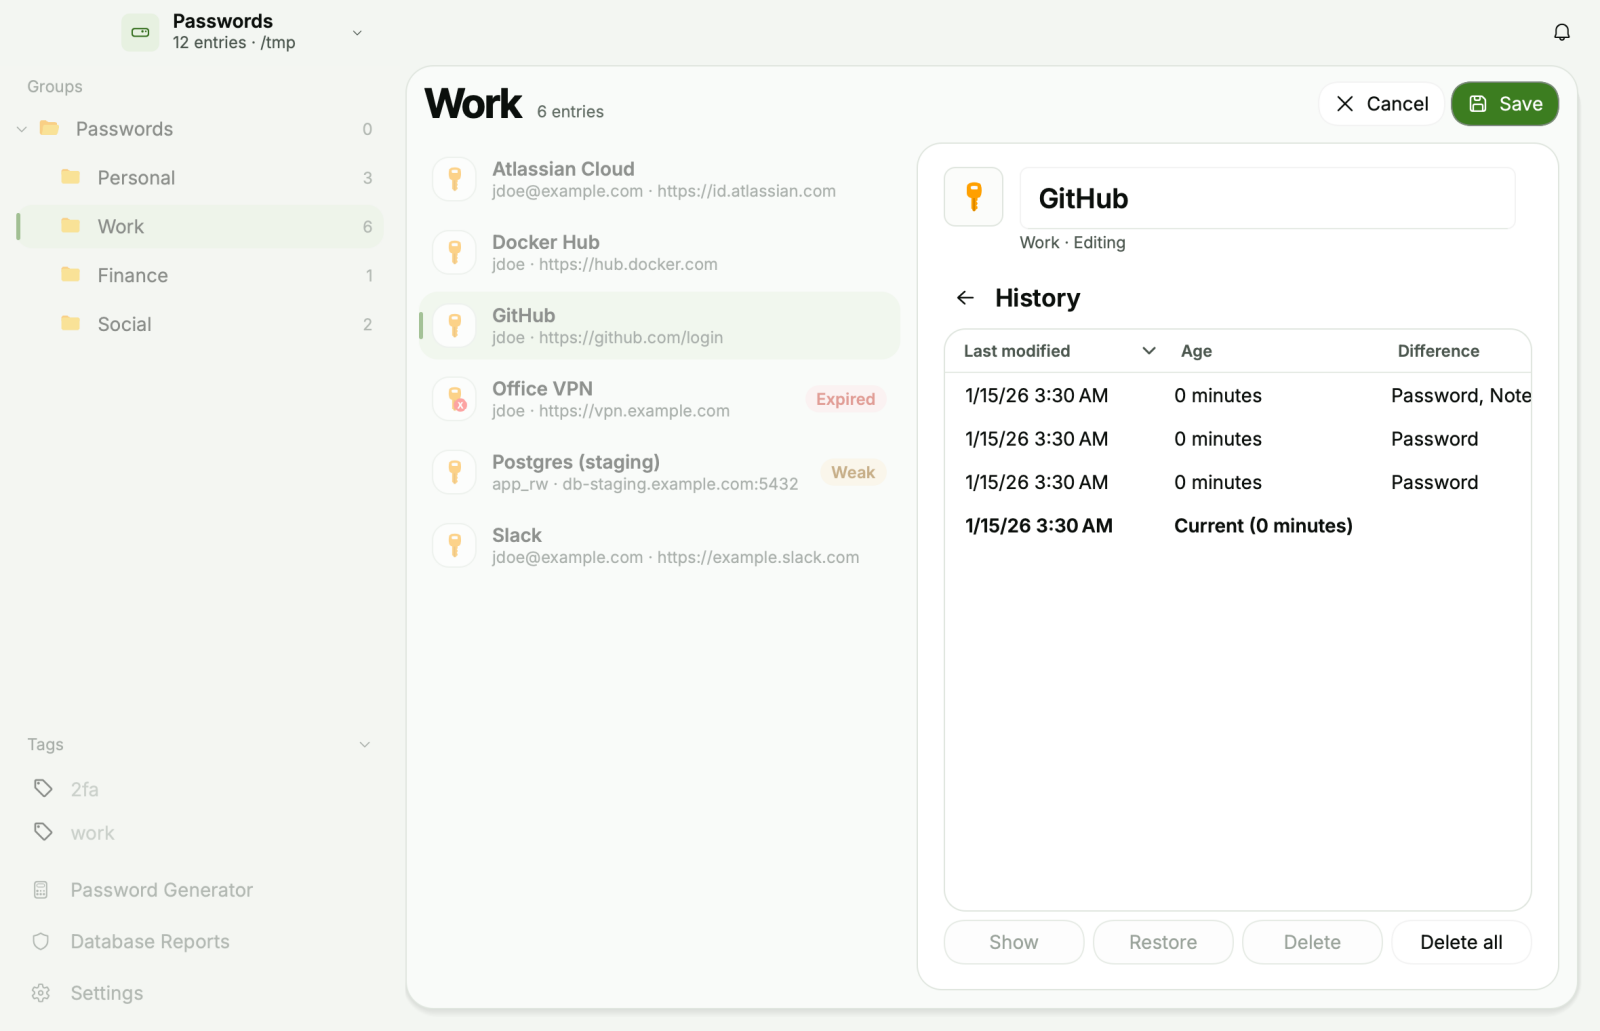 Passwords
12 entries · /tmp
Groups
Passwords 0
Personal 3
Work 6
Finance 1
Social 2
Tags
2fa
work
Password Generator
Database Reports
Settings
Work 6 entries
Cancel
Save
Atlassian Cloud
jdoe@example.com · https://id.atlassian.com
Docker Hub
jdoe · https://hub.docker.com
GitHub
jdoe · https://github.com/login
Office VPN
jdoe · https://vpn.example.com
Expired
Postgres (staging)
app_rw · db-staging.example.com:5432
Weak
Slack
jdoe@example.com · https://example.slack.com
GitHub
Work · Editing
History
Last modified Age Difference
1/15/26 3:30 AM 0 minutes Password, Note
1/15/26 3:30 AM 0 minutes Password
1/15/26 3:30 AM 0 minutes Password
1/15/26 3:30 AM Current (0 minutes)
Show Restore Delete Delete all